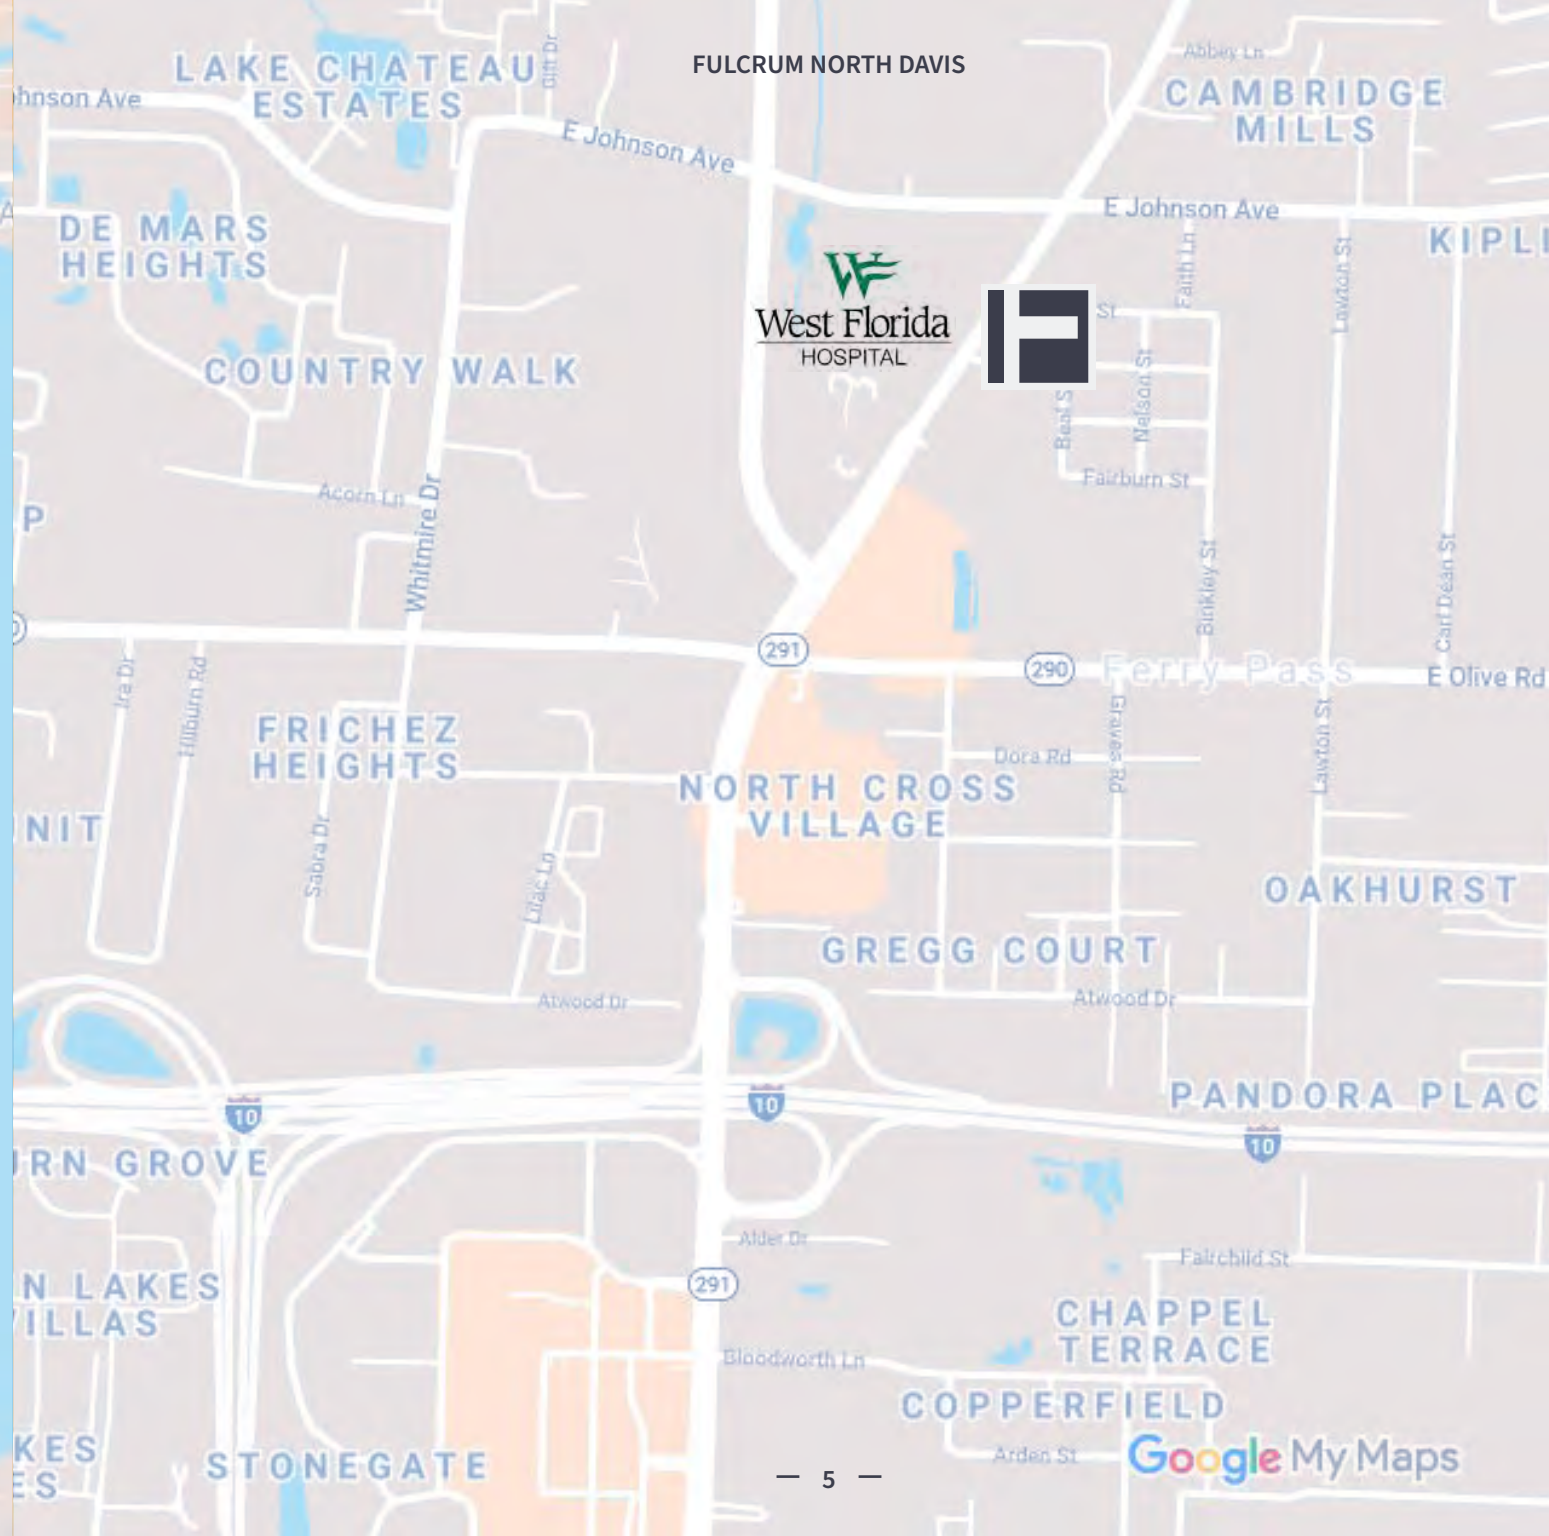 FULCRUM NORTH DAVIS
LAKE CHATEAU
ESTATES
Gift Dr
Abbey Ln
CAMBRIDGE
MILLS
hnson Ave
E Johnson Ave
E Johnson Ave
DE MARS
HEIGHTS
KIPLI
Faith Ln
Lawton St
West Florida
HOSPITAL
St
COUNTRY WALK
Nelson St
Beal S
Fairburn St
Acorn Ln
Whitmire Dr
P
Binkley St
Carl Dean St
291
290
Ferry Pass
E Olive Rd
Ira Dr
Hilburn Rd
FRICHEZ
HEIGHTS
Graves Rd
Lawton St
Dora Rd
NORTH CROSS
VILLAGE
NIT
Sabra Dr
Lilac Ln
OAKHURST
GREGG COURT
Atwood Dr
Atwood Dr
10
10
10
PANDORA PLAC
RN GROVE
Alder Dr
Fairchild St
291
N LAKES
VILLAS
CHAPPEL
TERRACE
Bloodworth Ln
COPPERFIELD
KES
ES
STONEGATE
Arden St
Google My Maps
— 5 —